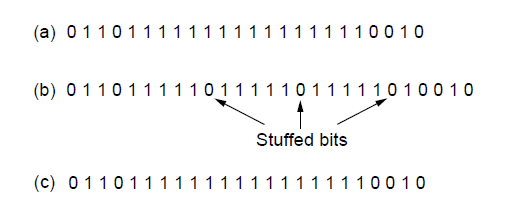 (a) 0 1 1 0 1 1 1 1 1 1 1 1 1 1 1 1 1 1 1 1 0 0 1 0
(b) 0 1 1 0 1 1 1 1 1 0 1 1 1 1 1 0 1 1 1 1 1 0 1 0 0 1 0
Stuffed bits
(c) 0 1 1 0 1 1 1 1 1 1 1 1 1 1 1 1 1 1 1 1 0 0 1 0